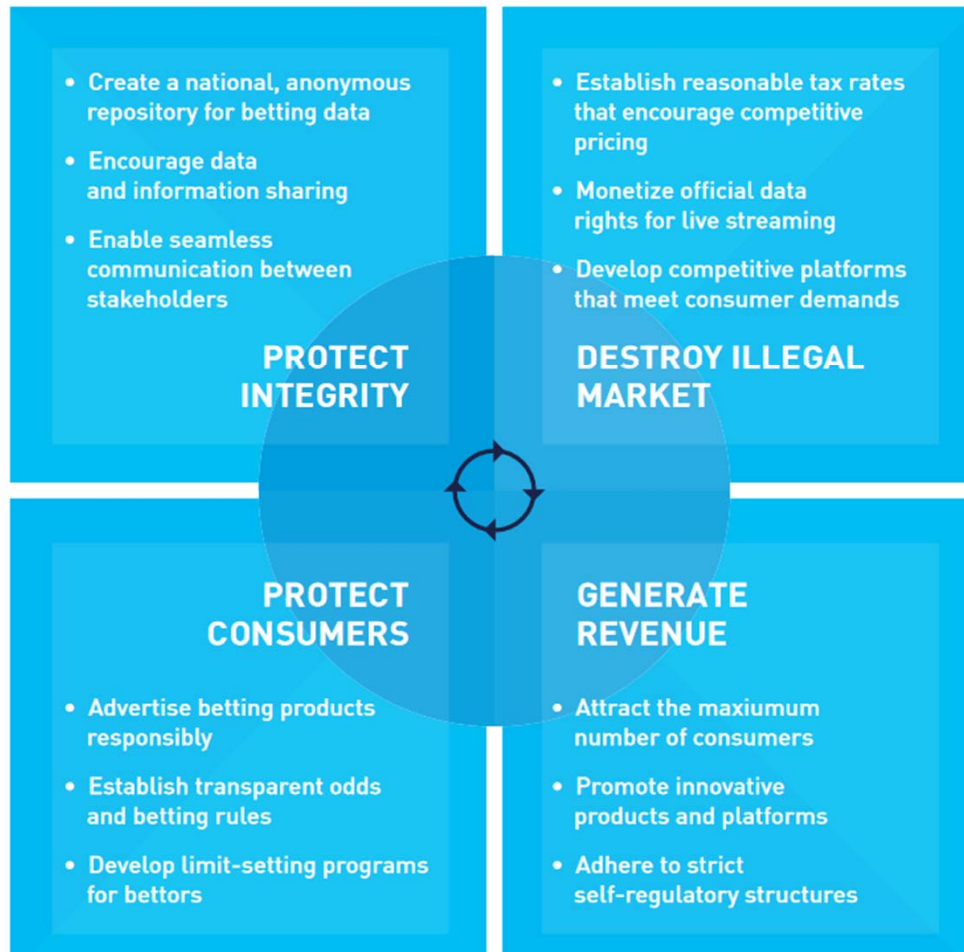 • Create a national, anonymous
repository for betting data
• Encourage data
and information sharing
• Enable seamless
communication between
stakeholders
PROTECT
INTEGRITY
• Establish reasonable tax rates
that encourage competitive
pricing
• Monetize official data
rights for live streaming
• Develop competitive platforms
that meet consumer demands
DESTROY ILLEGAL
MARKET
PROTECT
CONSUMERS
• Advertise betting products
responsibly
• Establish transparent odds
and betting rules
• Develop limit-setting programs
for bettors
GENERATE
REVENUE
• Attract the maxiumum
number of consumers
• Promote innovative
products and platforms
• Adhere to strict
self-regulatory structures